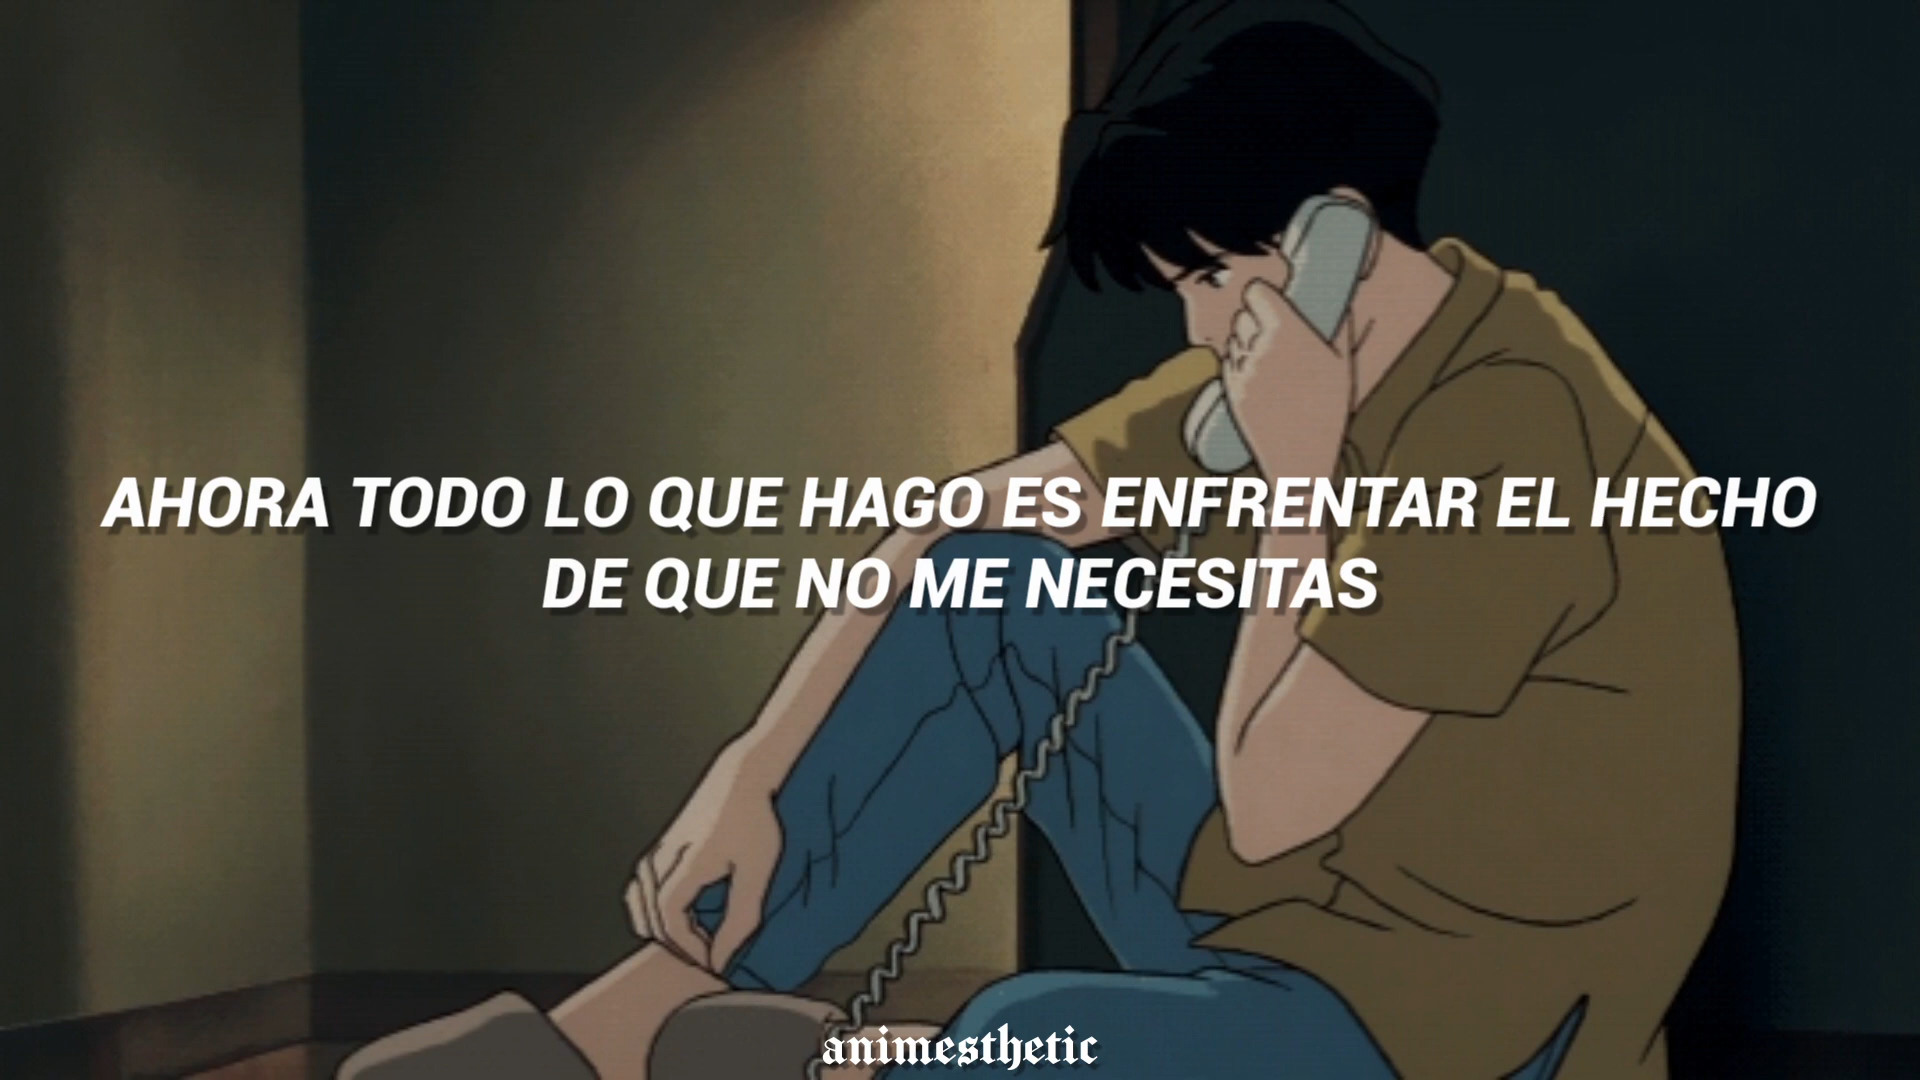 AHORA TODO LO QUE HAGO ES ENFRENTAR EL HECHO
DE QUE NO ME NECESITAS
animesthetic